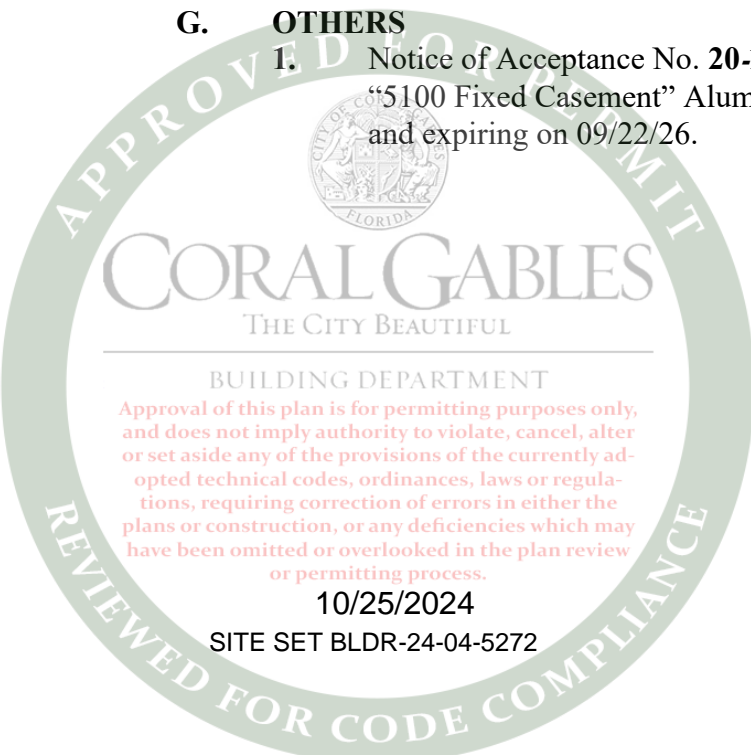 G. OTHERS
1. Notice of Acceptance No. 20-
“5100 Fixed Casement” Alum
and expiring on 09/22/26.
APPROVED FOR PERMIT
CITY OF CORAL GABLES
FLORIDA
CORAL GABLES
THE CITY BEAUTIFUL
BUILDING DEPARTMENT
Approval of this plan is for permitting purposes only,
and does not imply authority to violate, cancel, alter
or set aside any of the provisions of the currently ad-
opted technical codes, ordinances, laws or regula-
tions, requiring correction of errors in either the
plans or construction, or any deficiencies which may
have been omitted or overlooked in the plan review
or permitting process.
10/25/2024
SITE SET BLDR-24-04-5272
REVIEWED FOR CODE COMPLIANCE